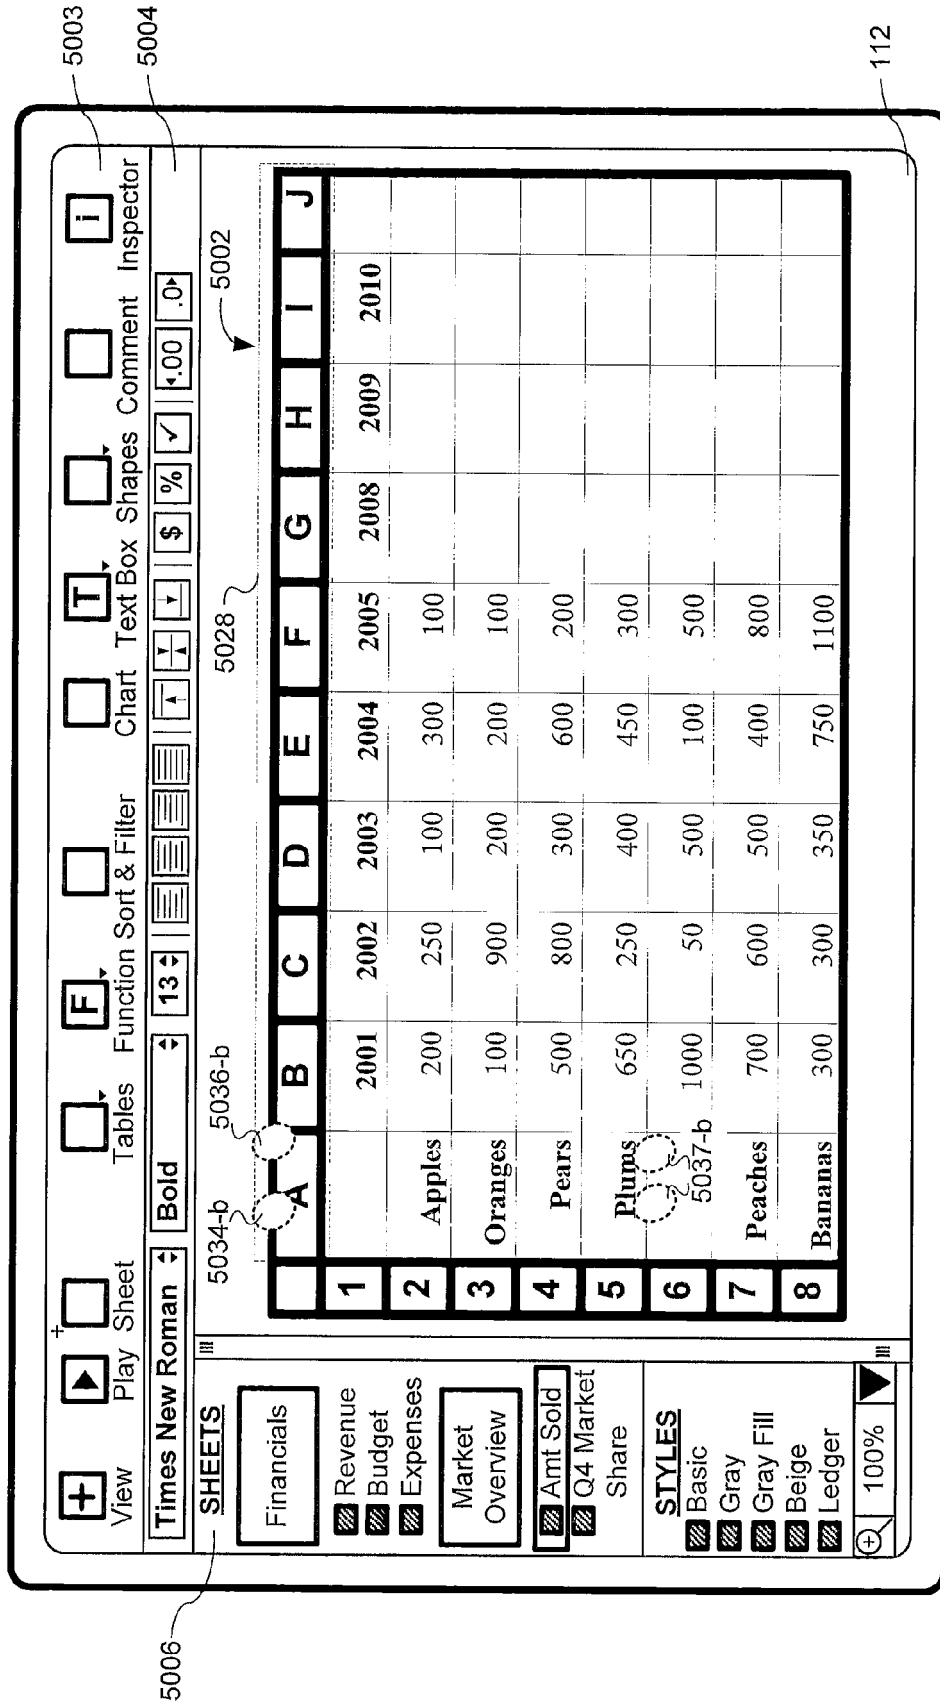 5003
5004
112
5006
View Play Sheet Tables Function Sort & Filter Chart Text Box Shapes Comment Inspector
+ F T i
Times New Roman Bold 13 $ % ✓ .00 .0
5028
5002
5034-b
5036-b
SHEETS
Financials
Revenue
Budget
Expenses
Market
Overview
Amt Sold
Q4 Market
Share
STYLES
Basic
Gray
Gray Fill
Beige
Ledger
100%
A B C D E F G H I J
1 2001 2002 2003 2004 2005 2008 2009 2010
2 Apples 200 250 100 300 100
3 Oranges 100 900 200 200 100
4 Pears 500 800 300 600 200
5 Plums 650 250 400 450 300
6 1000 50 500 100 500
5037-b
7 Peaches 700 600 500 400 800
8 Bananas 300 300 350 750 1100